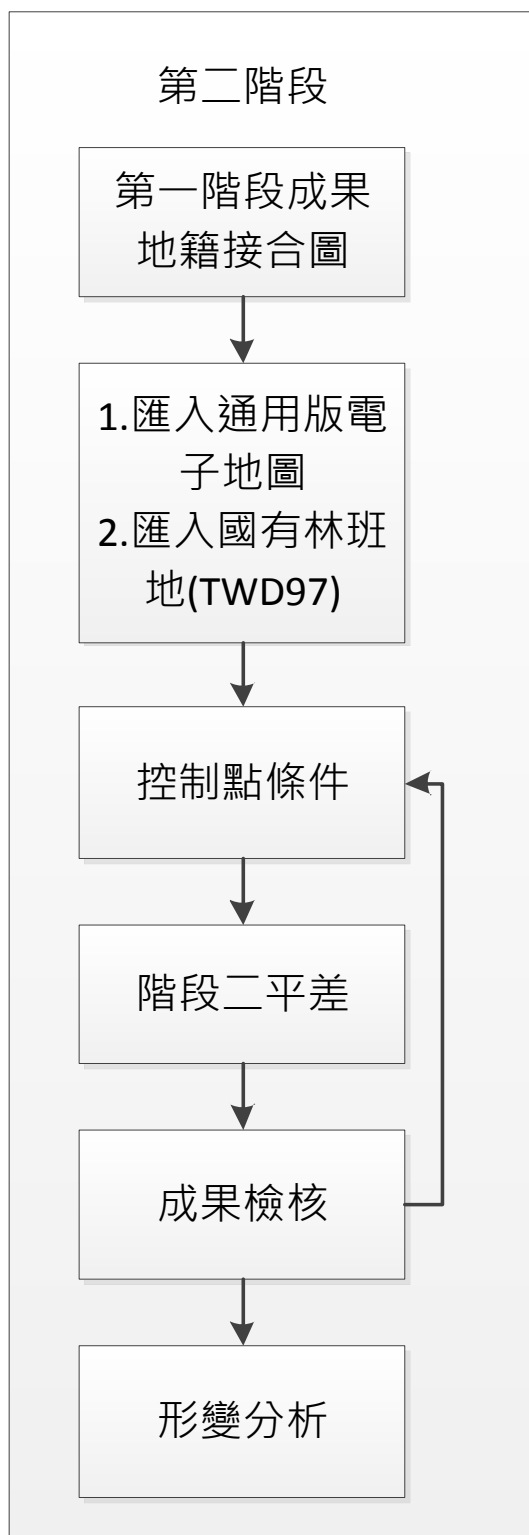 第二階段
第一階段成果
地籍接合圖
1.匯入通用版電
子地圖
2.匯入國有林班
地(TWD97)
控制點條件
階段二平差
成果檢核
形變分析